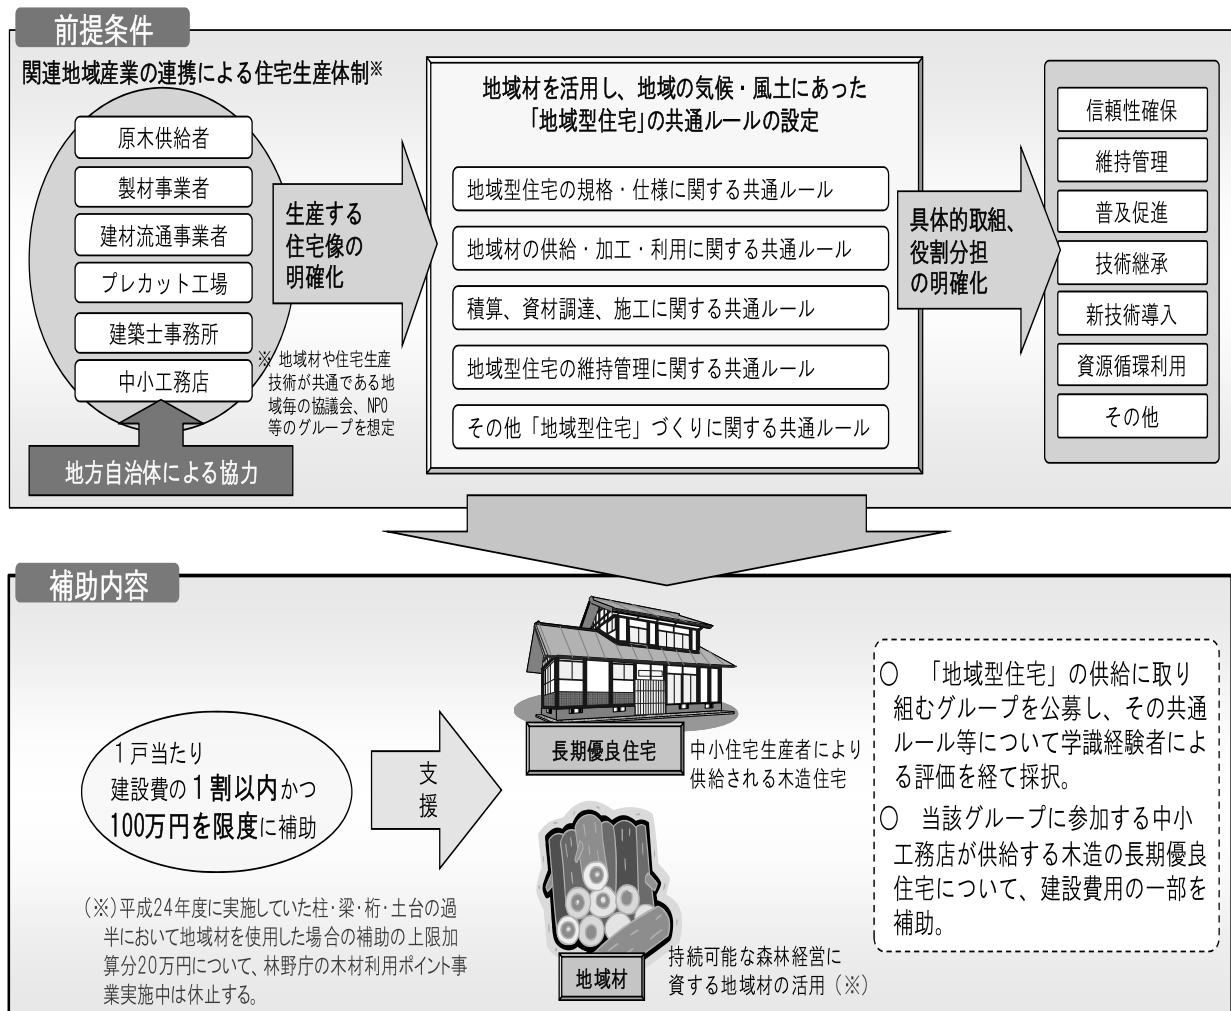 前提条件
関連地域産業の連携による住宅生産体制※
原木供給者
製材事業者
建材流通事業者
プレカット工場
建築士事務所
中小工務店
地方自治体による協力
※ 地域材や住宅生産
技術が共通である地
域毎の協議会、NPO
等のグループを想定
生産する
住宅像の
明確化
地域材を活用し、地域の気候・風土にあった
「地域型住宅」の共通ルールの設定
地域型住宅の規格・仕様に関する共通ルール
地域材の供給・加工・利用に関する共通ルール
積算、資材調達、施工に関する共通ルール
地域型住宅の維持管理に関する共通ルール
その他「地域型住宅」づくりに関する共通ルール
具体的取組、
役割分担
の明確化
信頼性確保
維持管理
普及促進
技術継承
新技術導入
資源循環利用
その他
補助内容
1戸当たり
建設費の1割以内かつ
100万円を限度に補助
支
援
長期優良住宅
中小住宅生産者により
供給される木造住宅
地域材
持続可能な森林経営に
資する地域材の活用（※）
（※）平成24年度に実施していた柱・梁・桁・土台の過
半において地域材を使用した場合の補助の上限加
算分20万円について、林野庁の木材利用ポイント事
業実施中は休止する。
○　「地域型住宅」の供給に取り
組むグループを公募し、その共通
ルール等について学識経験者によ
る評価を経て採択。
○　当該グループに参加する中小
工務店が供給する木造の長期優良
住宅について、建設費用の一部を
補助。